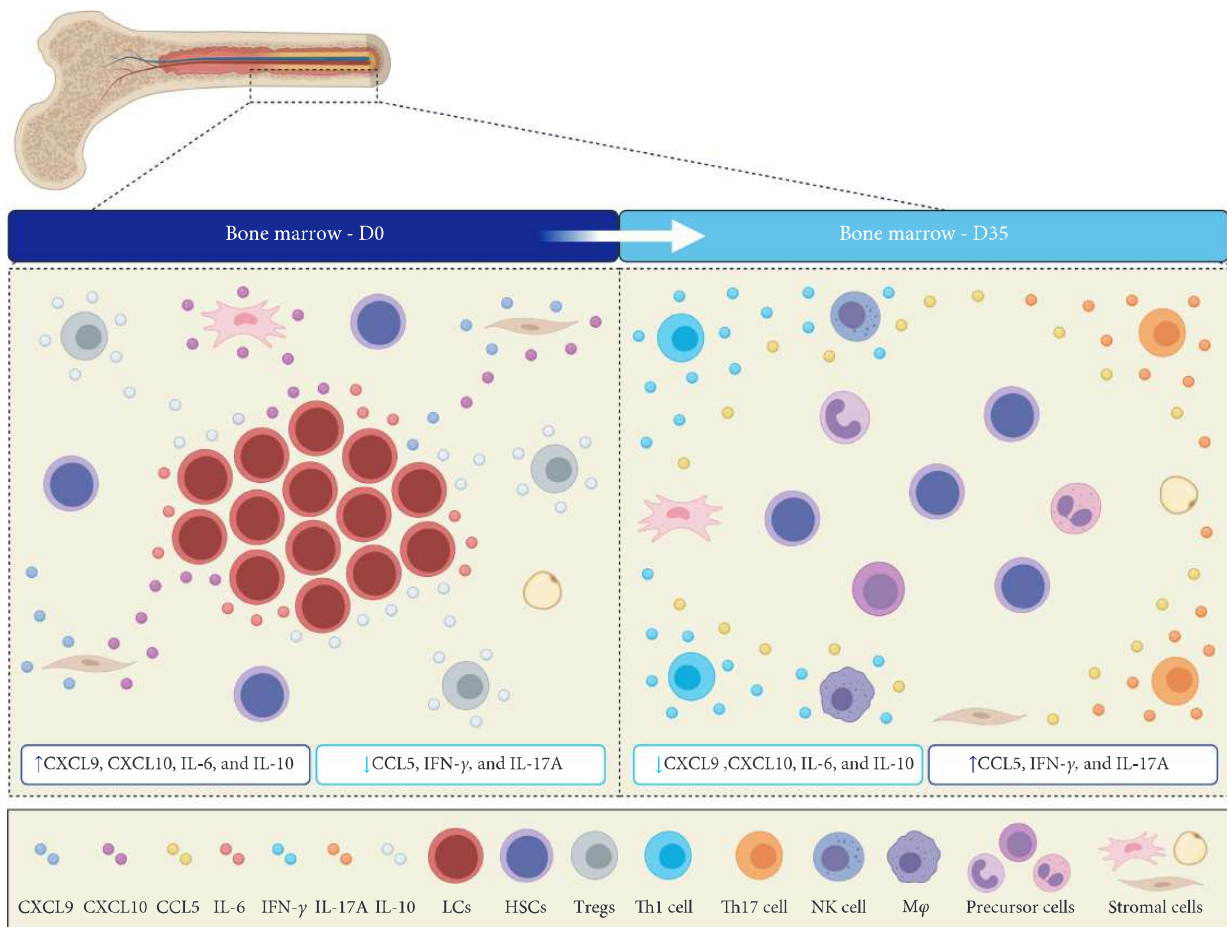 Bone marrow - D0
Bone marrow - D35
↑CXCL9, CXCL10, IL-6, and IL-10
↓CCL5, IFN-γ, and IL-17A
↓CXCL9 ,CXCL10, IL-6, and IL-10
↑CCL5, IFN-γ, and IL-17A
CXCL9 CXCL10 CCL5 IL-6 IFN-γ IL-17A IL-10 LCs HSCs Tregs Th1 cell Th17 cell NK cell Mφ Precursor cells Stromal cells